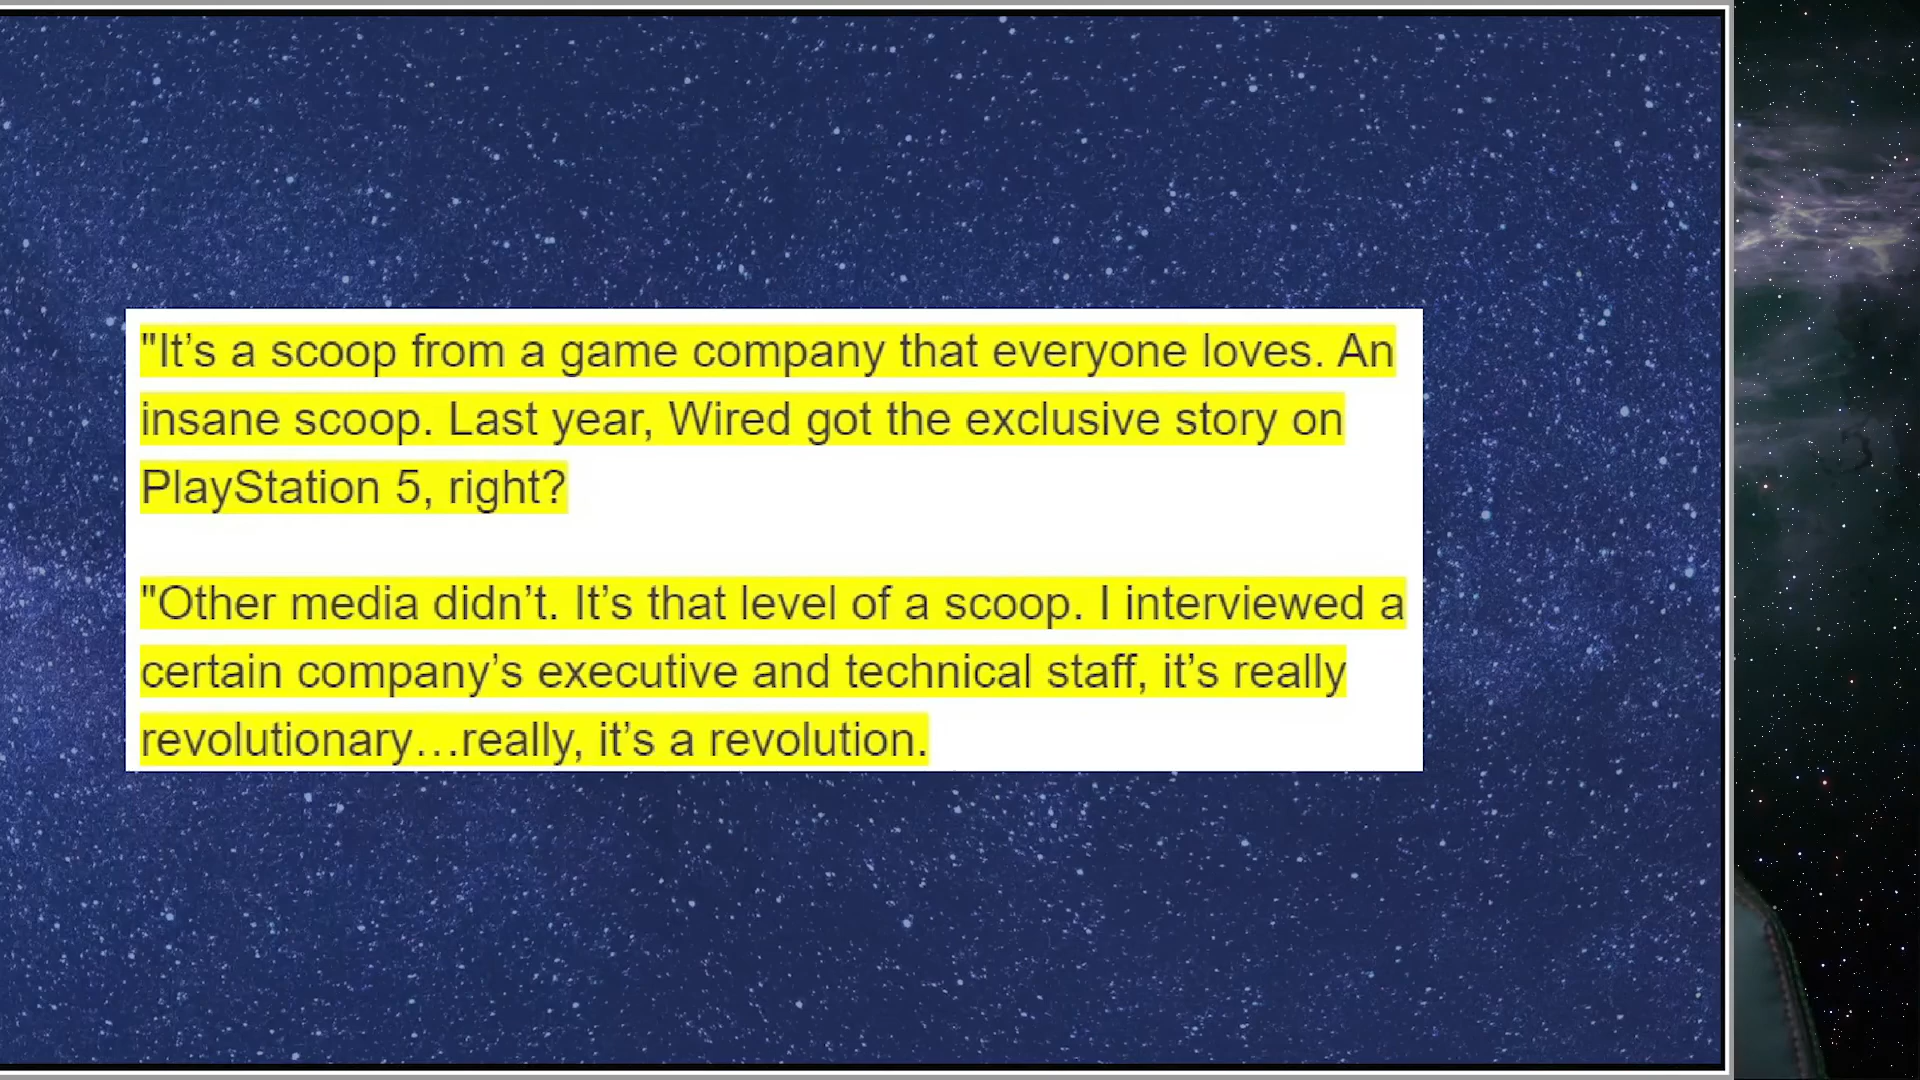 "It’s a scoop from a game company that everyone loves. An
insane scoop. Last year, Wired got the exclusive story on
PlayStation 5, right?
"Other media didn’t. It’s that level of a scoop. I interviewed a
certain company’s executive and technical staff, it’s really
revolutionary…really, it’s a revolution.